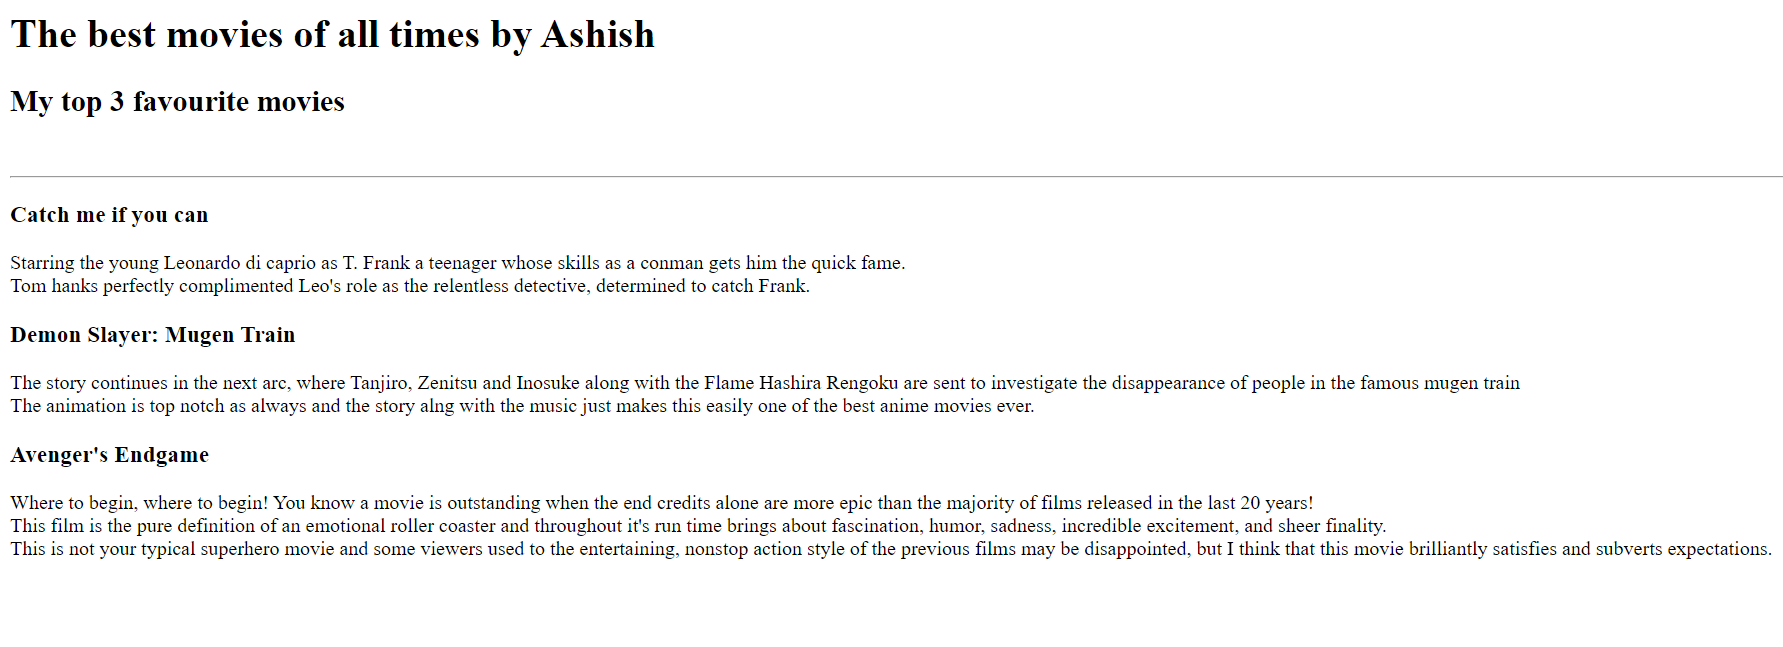 The best movies of all times by Ashish
My top 3 favourite movies
Catch me if you can
Starring the young Leonardo di caprio as T. Frank a teenager whose skills as a conman gets him the quick fame.
Tom hanks perfectly complimented Leo's role as the relentless detective, determined to catch Frank.
Demon Slayer: Mugen Train
The story continues in the next arc, where Tanjiro, Zenitsu and Inosuke along with the Flame Hashira Rengoku are sent to investigate the disappearance of people in the famous mugen train
The animation is top notch as always and the story alng with the music just makes this easily one of the best anime movies ever.
Avenger's Endgame
Where to begin, where to begin! You know a movie is outstanding when the end credits alone are more epic than the majority of films released in the last 20 years!
This film is the pure definition of an emotional roller coaster and throughout it's run time brings about fascination, humor, sadness, incredible excitement, and sheer finality.
This is not your typical superhero movie and some viewers used to the entertaining, nonstop action style of the previous films may be disappointed, but I think that this movie brilliantly satisfies and subverts expectations.